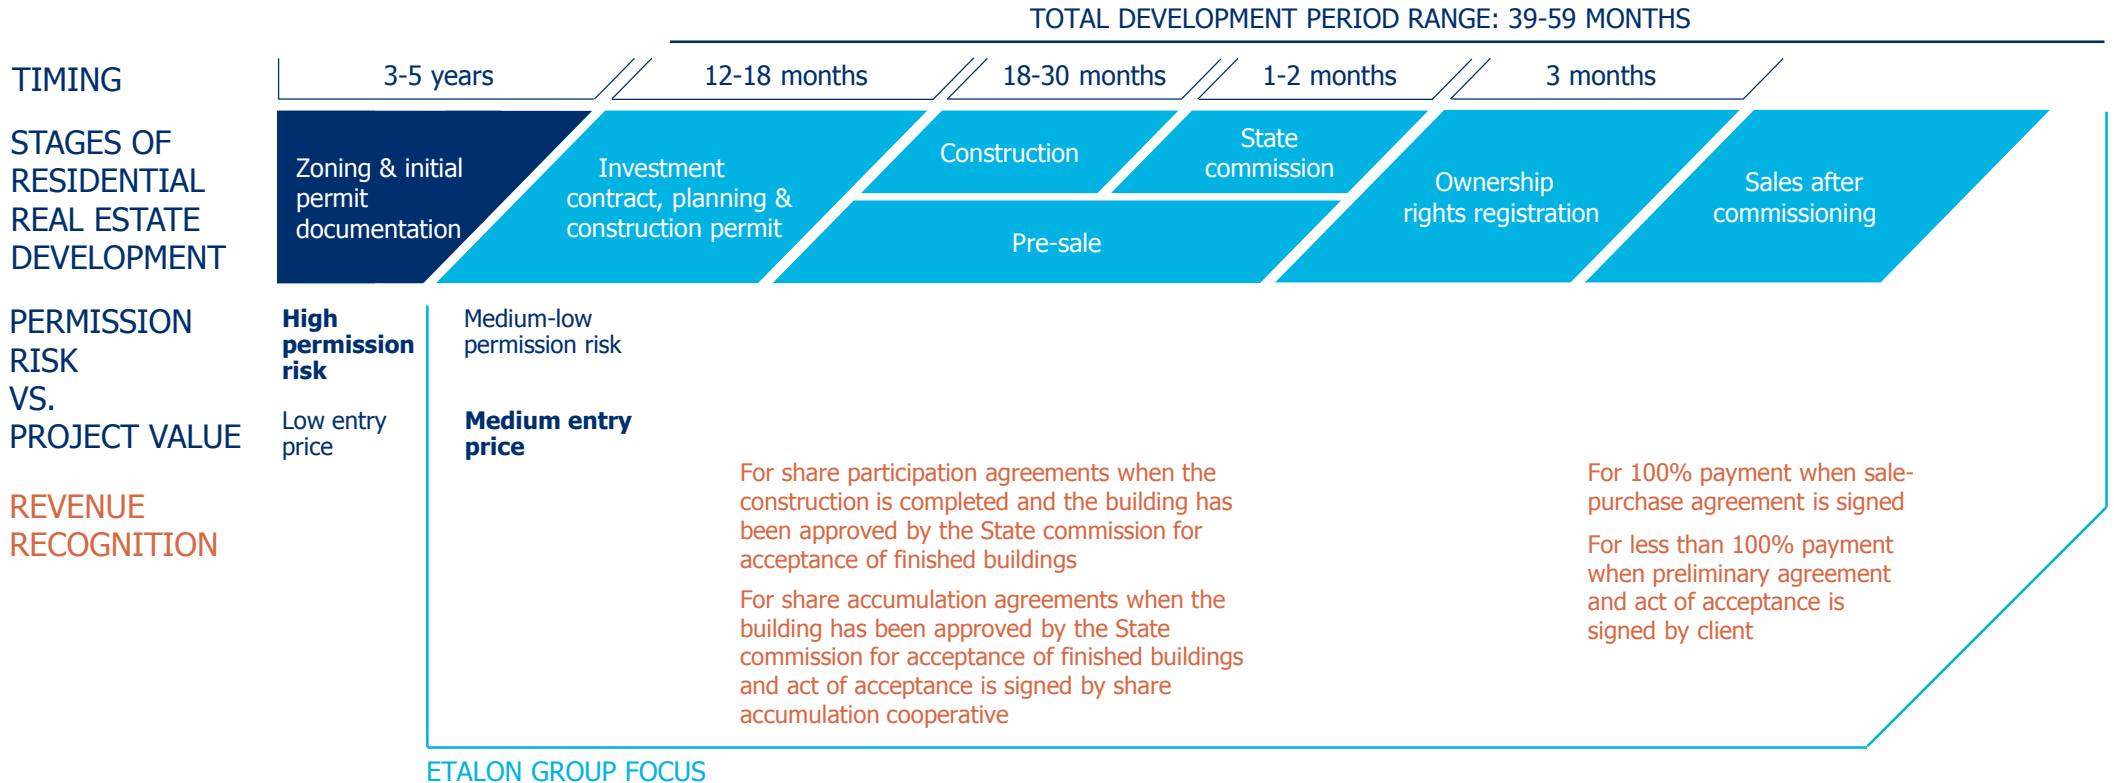 TOTAL DEVELOPMENT PERIOD RANGE: 39-59 MONTHS
TIMING
3-5 years
12-18 months
18-30 months
1-2 months
3 months
STAGES OF
RESIDENTIAL
REAL ESTATE
DEVELOPMENT
Zoning & initial
permit
documentation
Investment
contract, planning &
construction permit
Construction
State
commission
Pre-sale
Ownership
rights registration
Sales after
commissioning
PERMISSION
RISK
VS.
PROJECT VALUE
High
permission
risk
Low entry
price
Medium-low
permission risk
Medium entry
price
REVENUE
RECOGNITION
For share participation agreements when the
construction is completed and the building has
been approved by the State commission for
acceptance of finished buildings
For share accumulation agreements when the
building has been approved by the State
commission for acceptance of finished buildings
and act of acceptance is signed by share
accumulation cooperative
For 100% payment when sale-
purchase agreement is signed
For less than 100% payment
when preliminary agreement
and act of acceptance is
signed by client
ETALON GROUP FOCUS